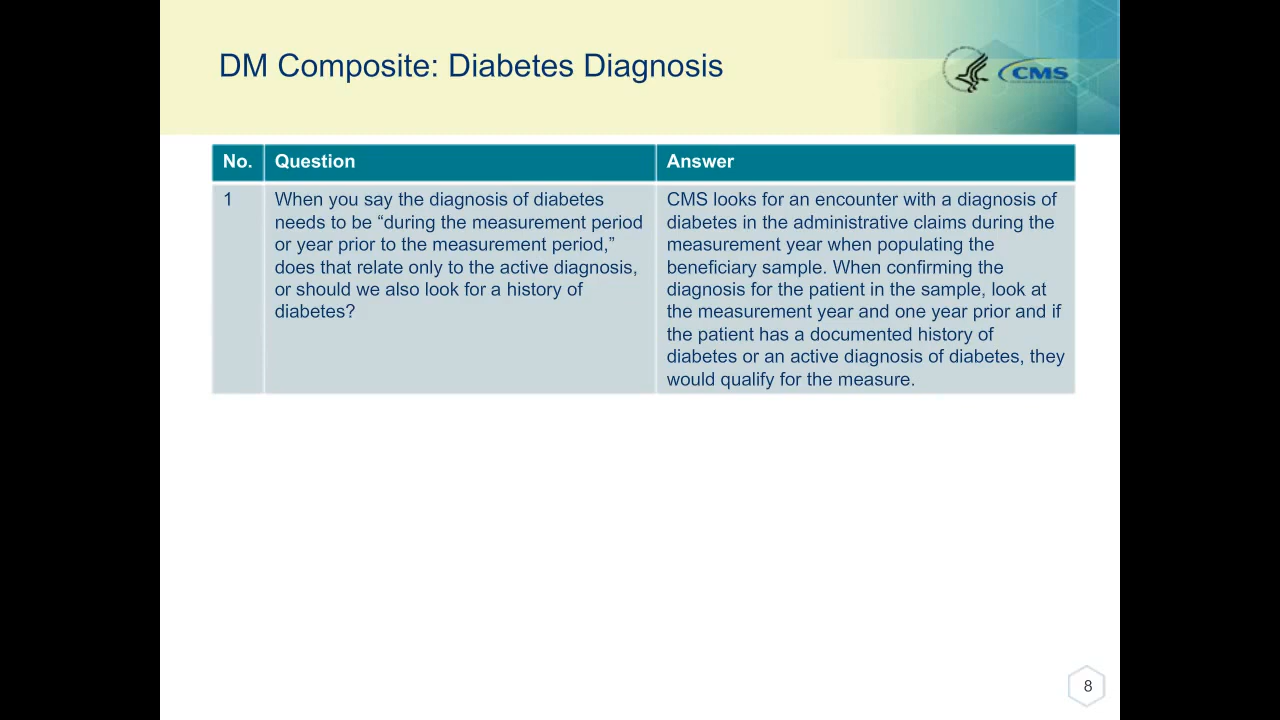 DM Composite: Diabetes Diagnosis
CMS
No.
Question
Answer
1
When you say the diagnosis of diabetes
needs to be “during the measurement period
or year prior to the measurement period,”
does that relate only to the active diagnosis,
or should we also look for a history of
diabetes?
CMS looks for an encounter with a diagnosis of
diabetes in the administrative claims during the
measurement year when populating the
beneficiary sample. When confirming the
diagnosis for the patient in the sample, look at
the measurement year and one year prior and if
the patient has a documented history of
diabetes or an active diagnosis of diabetes, they
would qualify for the measure.
8